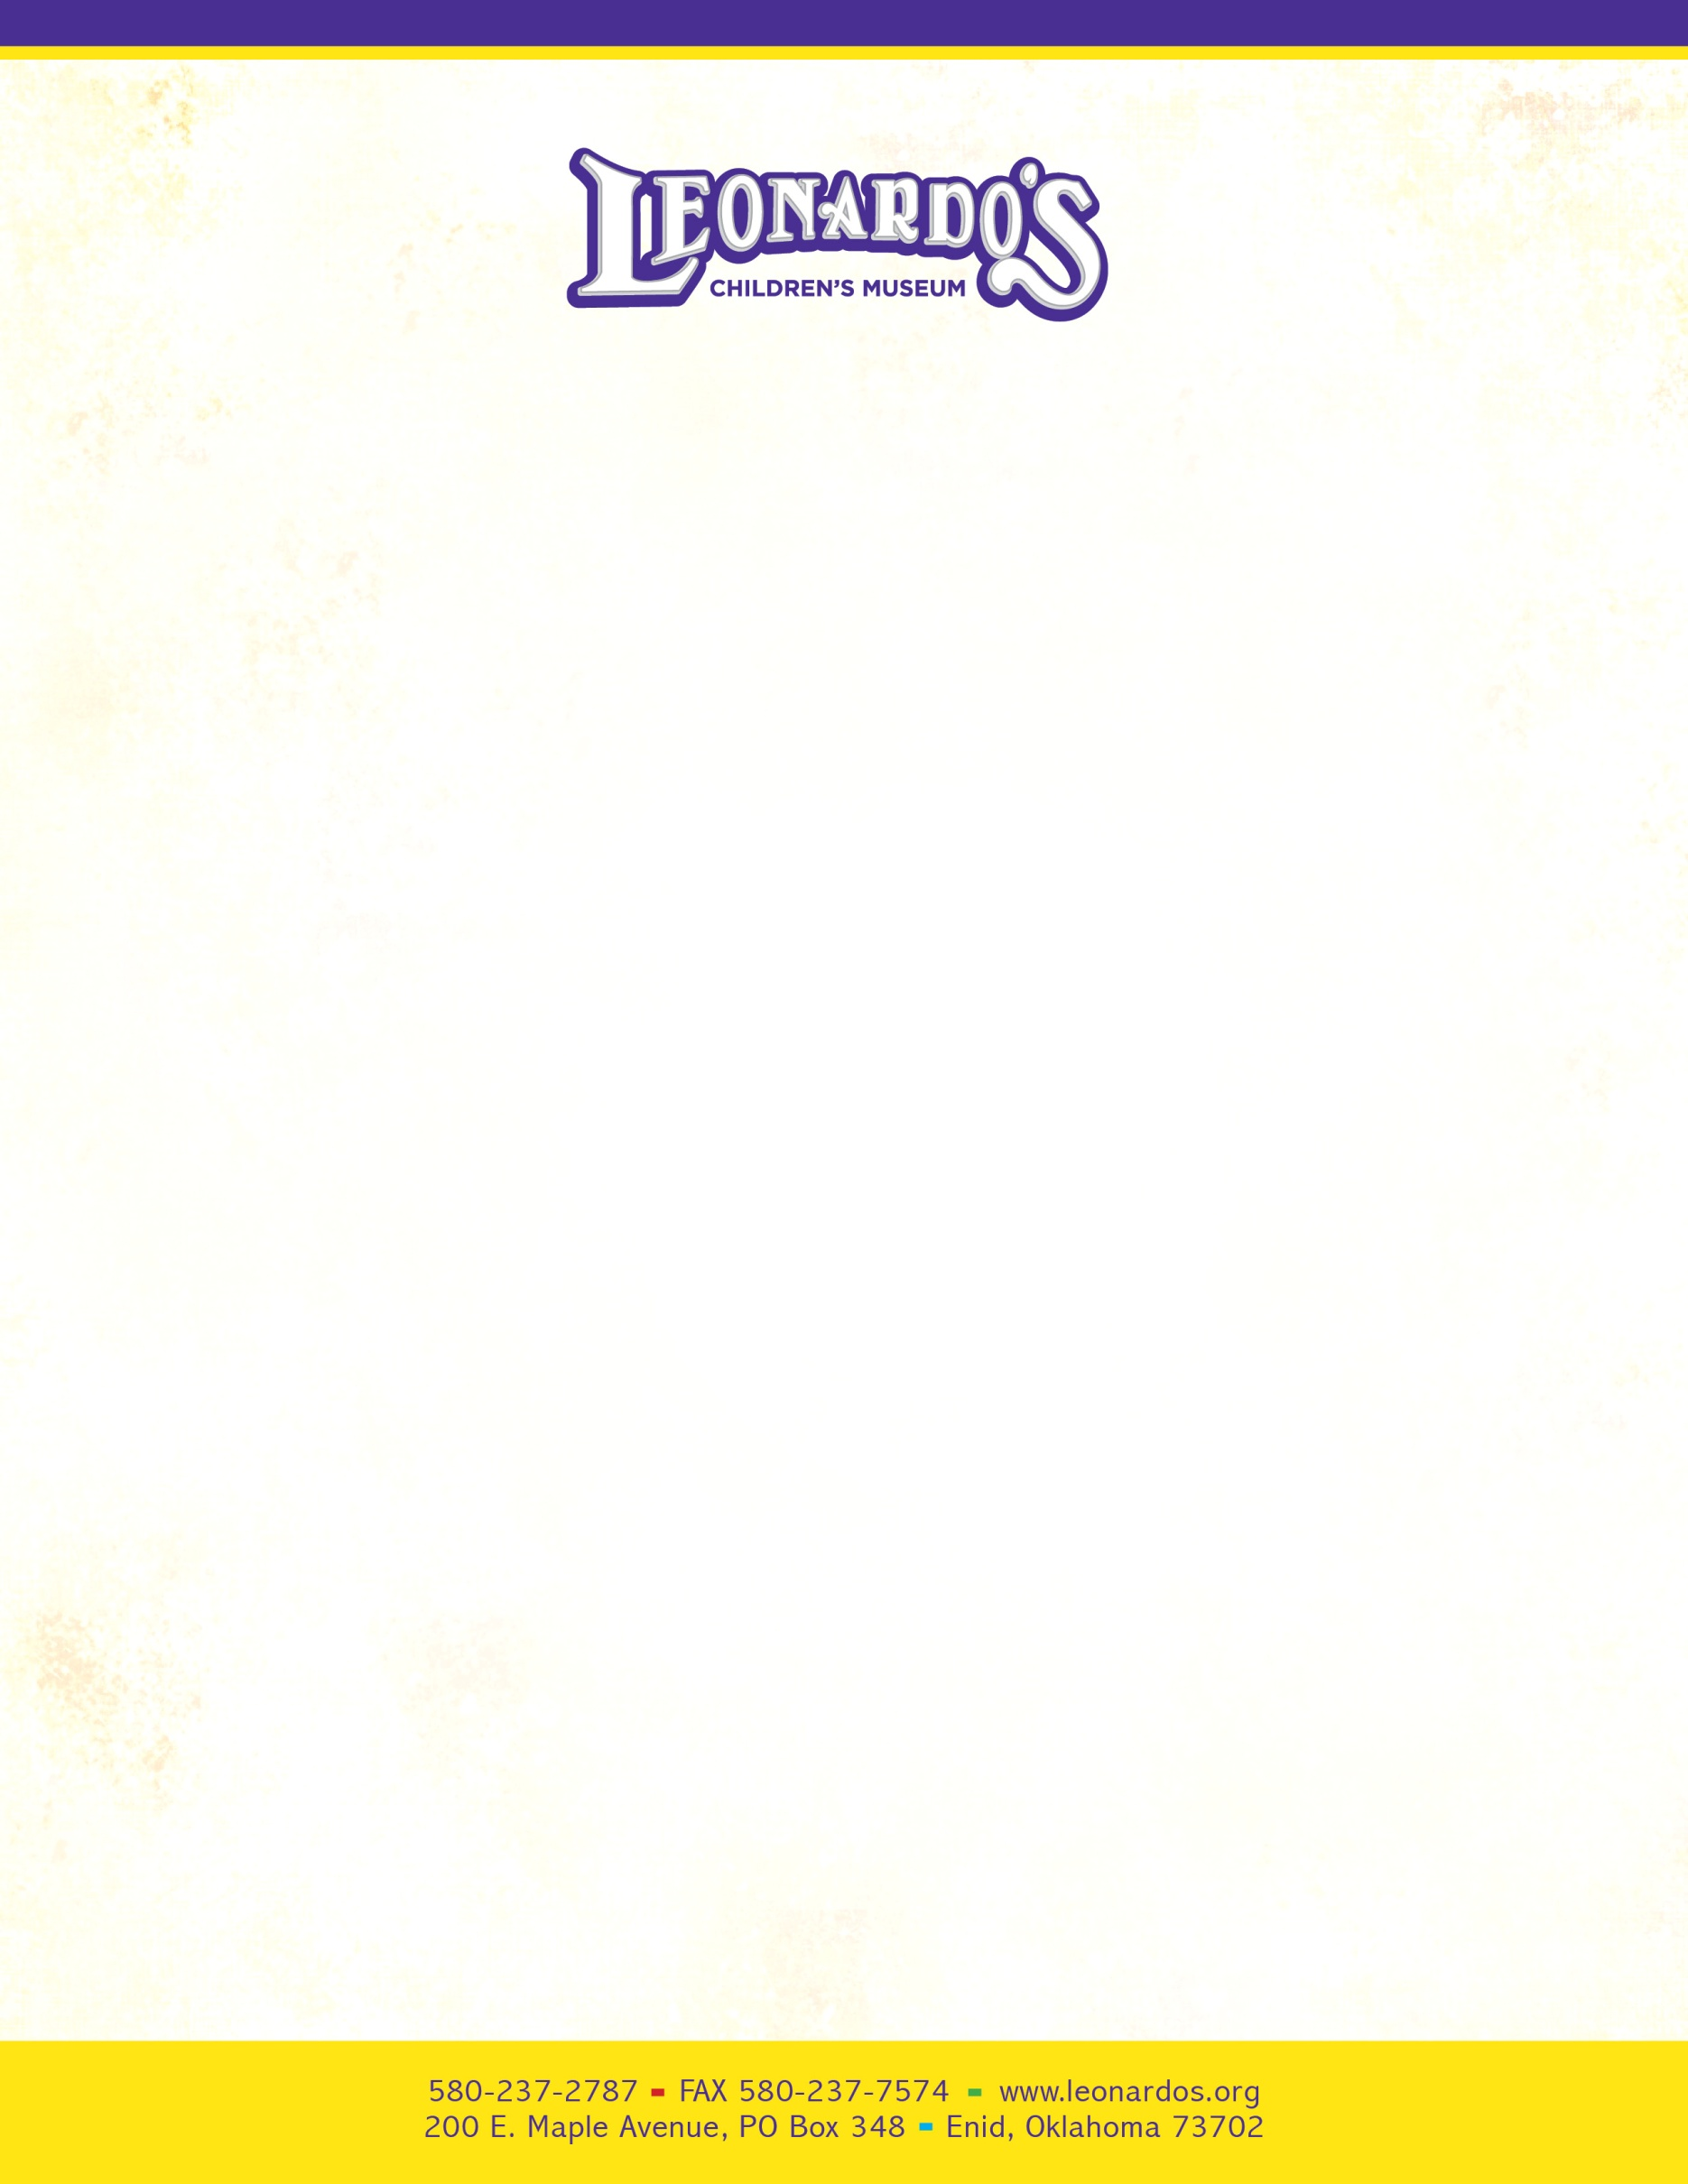 LEONARDO'S
CHILDREN'S MUSEUM
580-237-2787 ▪ FAX 580-237-7574 ▪ www.leonardos.org
200 E. Maple Avenue, PO Box 348 ▪ Enid, Oklahoma 73702